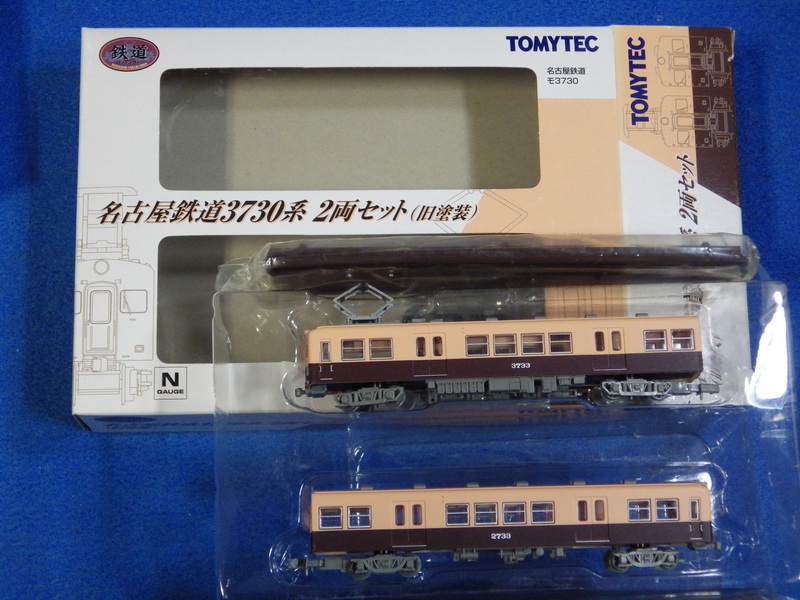 鉄道
TOMYTEC
名古屋鉄道
モ3730
TOMYTEC
名古屋鉄道3730系 2両セット(旧塗装)
系 2両セット
N
GAUGE
3733
2733